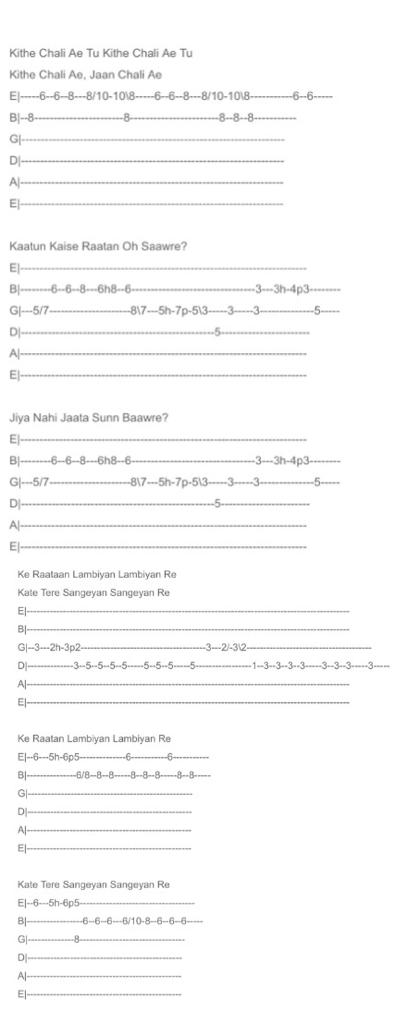 Kithe Chali Ae Tu Kithe Chali Ae Tu
Kithe Chali Ae, Jaan Chali Ae
E|-----6--6--8---8/10-10\8-----6--6--8---8/10-10\8-----------6--6-----
B|--8-----------------------8-----------------------8--8--8-----------
G|--------------------------------------------------------------------
D|--------------------------------------------------------------------
A|--------------------------------------------------------------------
E|--------------------------------------------------------------------
Kaatun Kaise Raatan Oh Saawre?
E|--------------------------------------------------------------------------
B|--------6--6--8---6h8--6--------------------------------3---3h-4p3--------
G|---5/7---------------------8\7---5h-7p-5\3-----3-----3--------------5-----
D|--------------------------------------------------5-----------------------
A|--------------------------------------------------------------------------
E|--------------------------------------------------------------------------
Jiya Nahi Jaata Sunn Baawre?
E|--------------------------------------------------------------------------
B|--------6--6--8---6h8--6--------------------------------3---3h-4p3--------
G|---5/7---------------------8\7---5h-7p-5\3-----3-----3--------------5-----
D|--------------------------------------------------5-----------------------
A|--------------------------------------------------------------------------
E|--------------------------------------------------------------------------
Ke Raataan Lambiyan Lambiyan Re
Kate Tere Sangeyan Sangeyan Re
E|--------------------------------------------------------------------------------------------------
B|--------------------------------------------------------------------------------------------------
G|--3---2h-3p2--------------------------------------3---2/-3\2--------------------------------------
D|--------------3--5--5--5--5-----5--5--5-----5-----------------1--3--3--3--3-----3--3--3-----3-----
A|--------------------------------------------------------------------------------------------------
E|--------------------------------------------------------------------------------------------------
Ke Raatan Lambiyan Lambiyan Re
E|--6---5h-6p5--------------6-----------6-----------
B|---------------6/8--8--8-----8--8--8-----8--8-----
G|--------------------------------------------------
D|--------------------------------------------------
A|--------------------------------------------------
E|--------------------------------------------------
Kate Tere Sangeyan Sangeyan Re
E|--6---5h-6p5-----------------------------------
B|-----------------6--6--6---6/10-8--6--6--6-----
G|--------------8--------------------------------
D|-----------------------------------------------
A|-----------------------------------------------
E|-----------------------------------------------